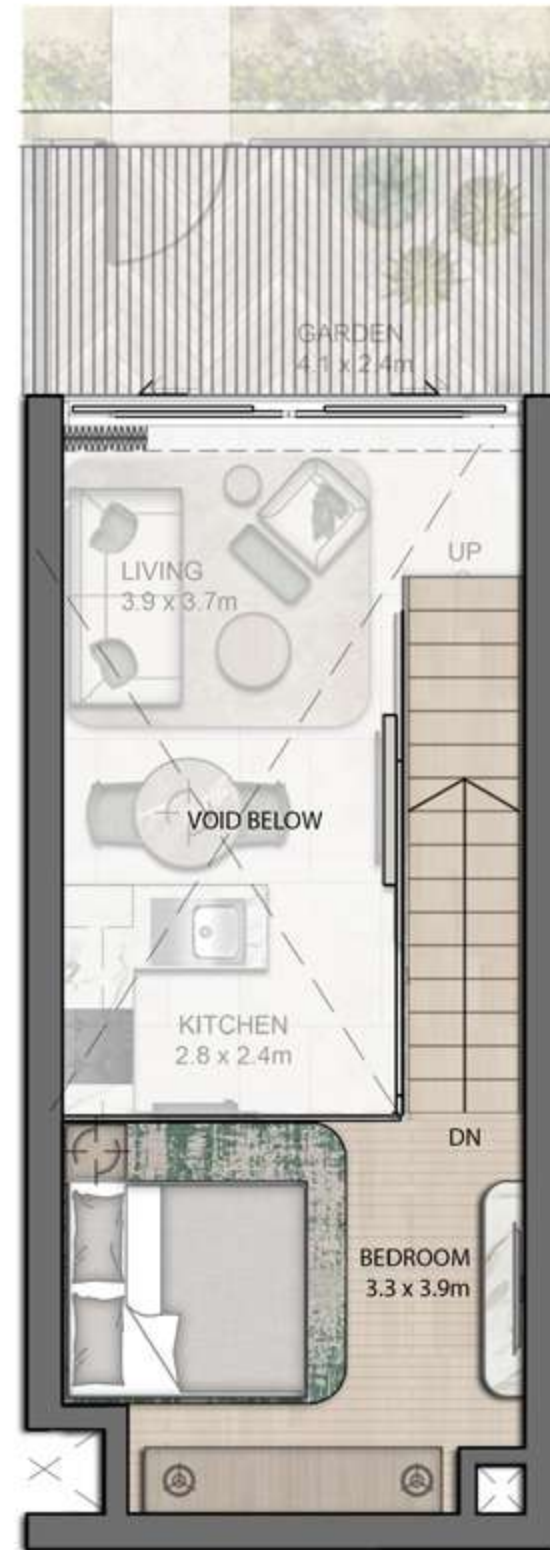 GARDEN
4.1 x 2.4m
UP
LIVING
3.9 x 3.7m
VOID BELOW
KITCHEN
2.8 x 2.4m
DN
BEDROOM
3.3 x 3.9m